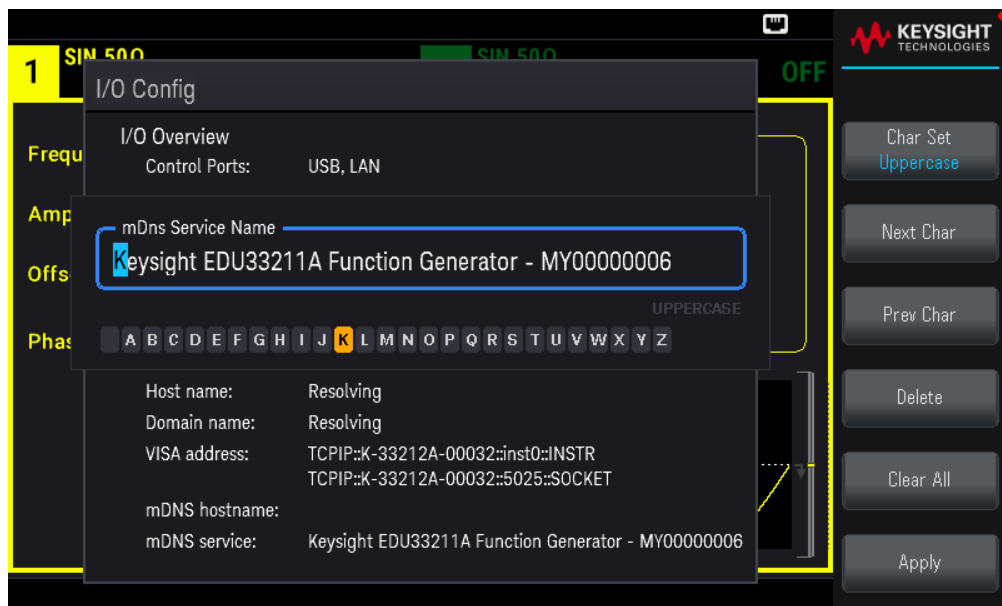 KEYSIGHT
TECHNOLOGIES
1
SIN 50Ω
SIN 50Ω
OFF
I/O Config
I/O Overview
Control Ports: USB, LAN
mDns Service Name
Keysight EDU33211A Function Generator - MY00000006
UPPERCASE
A B C D E F G H I J K L M N O P Q R S T U V W X Y Z
Host name: Resolving
Domain name: Resolving
VISA address: TCPIP::K-33212A-00032::inst0::INSTR
TCPIP::K-33212A-00032::5025::SOCKET
mDNS hostname:
mDNS service: Keysight EDU33211A Function Generator - MY00000006
Frequ
Amp
Offs
Phas
Char Set
Uppercase
Next Char
Prev Char
Delete
Clear All
Apply